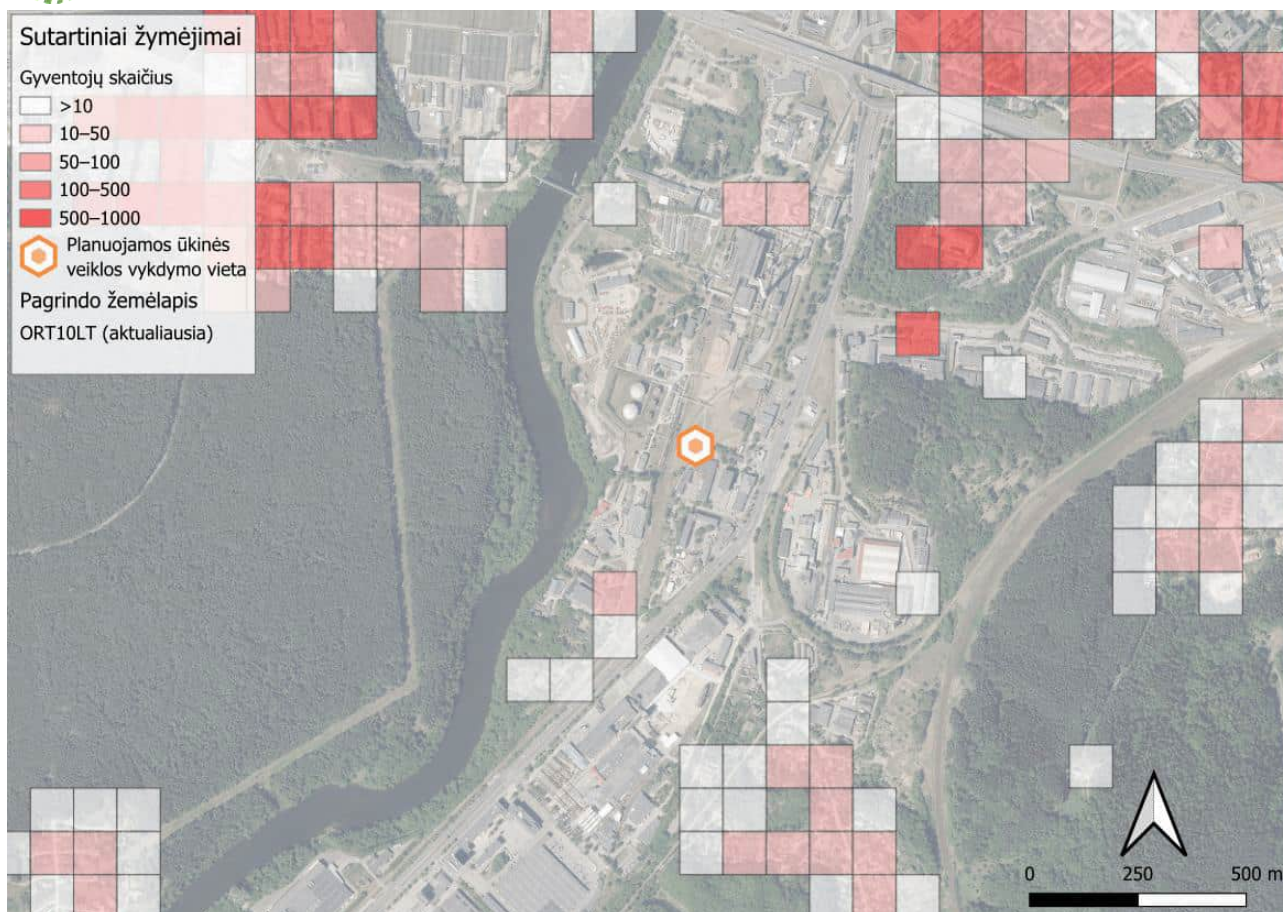 Sutartiniai žymėjimai
Gyventojų skaičius
>10
10–50
50–100
100–500
500–1000
Planuojamos ūkinės
veiklos vykdymo vieta
Pagrindo žemėlapis
ORT10LT (aktualiausia)
0 250 500 m